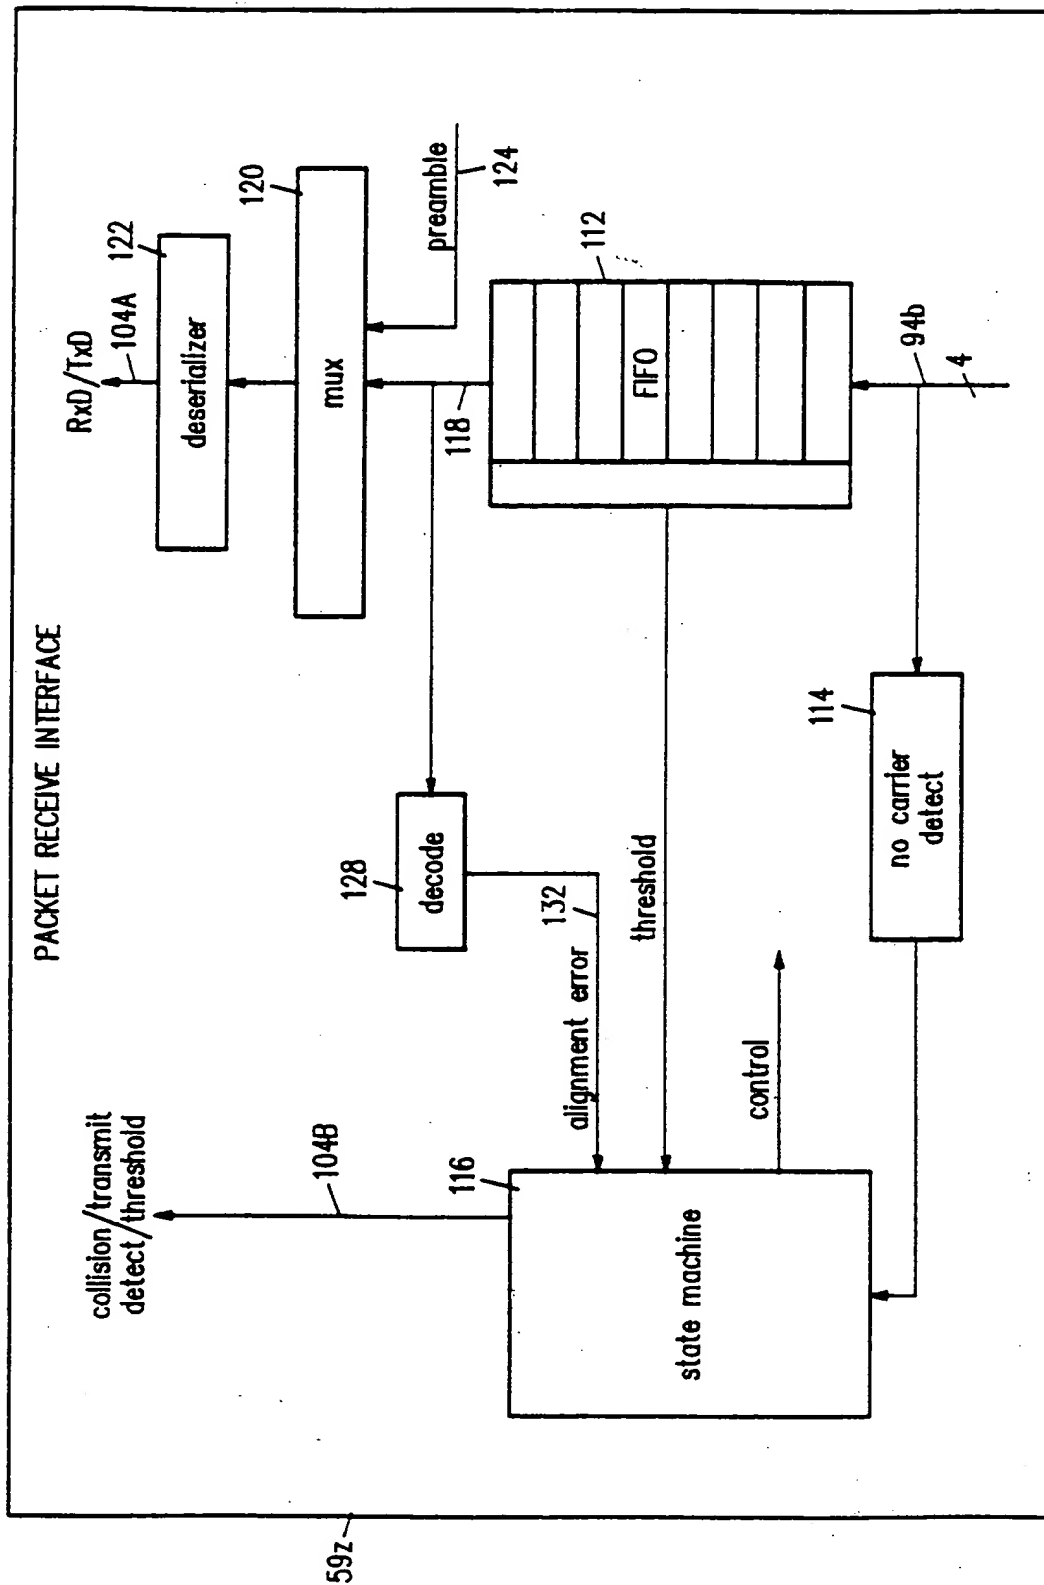 PACKET RECEIVE INTERFACE
collision/transmit
detect/threshold
104B
RxD/TxD
104A
122
deserializer
120
mux
preamble
124
118
128
decode
132
alignment error
112
FIFO
threshold
116
state machine
control
114
no carrier
detect
94b
4
59z